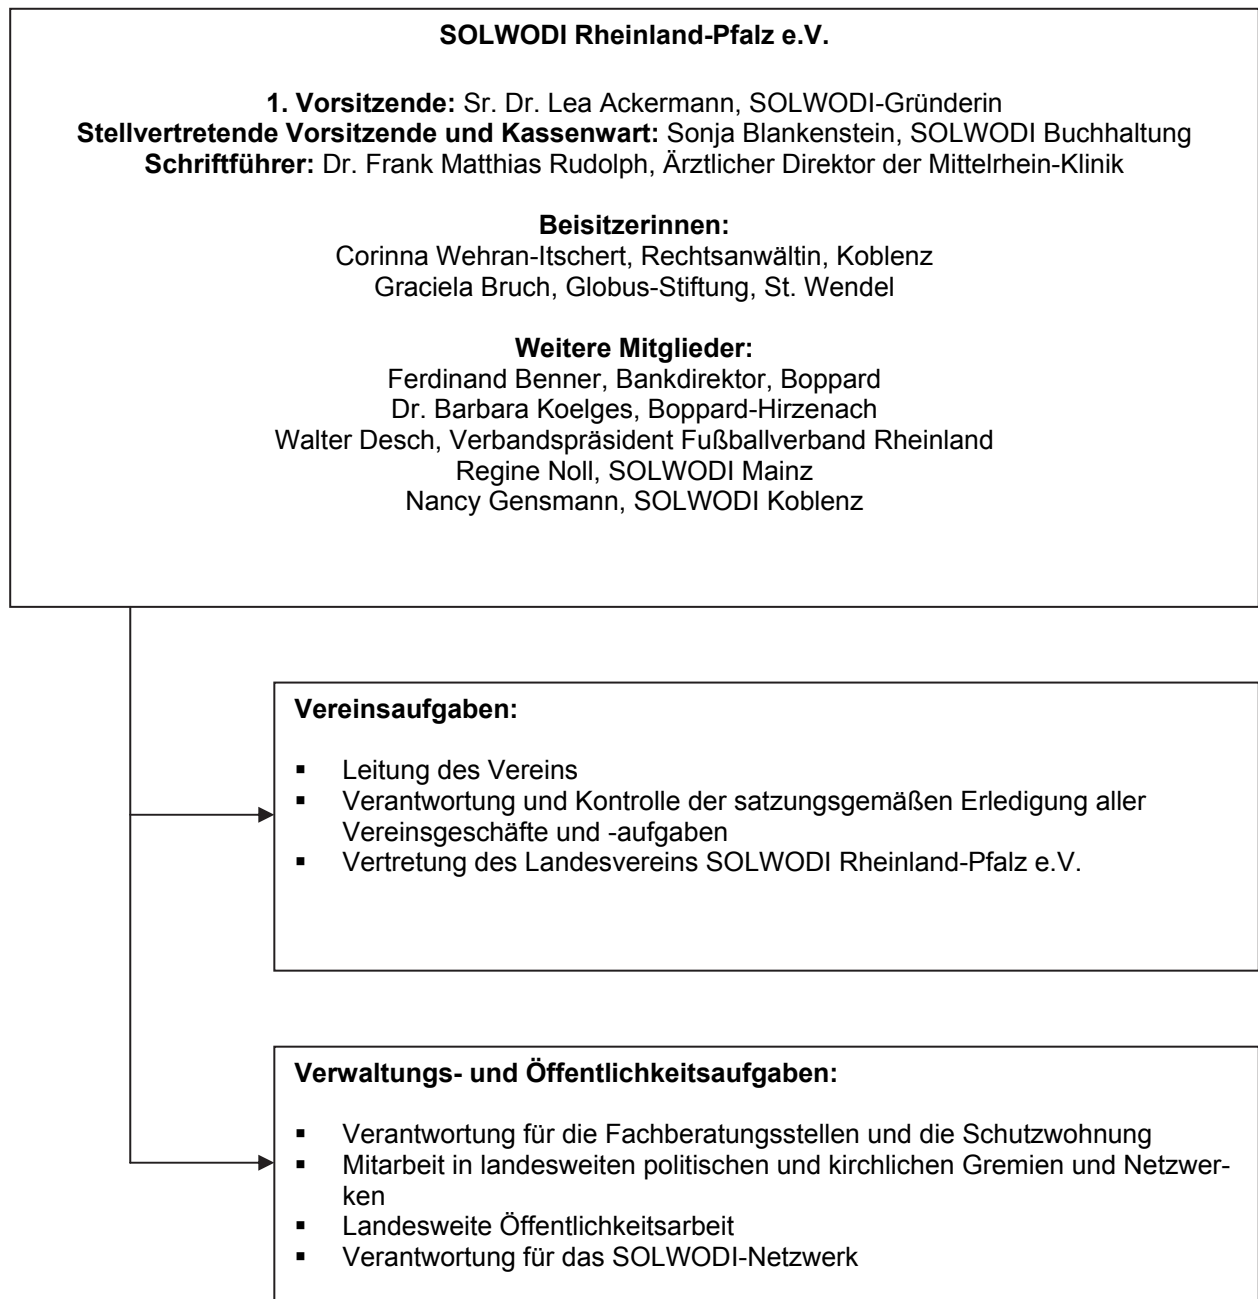 SOLWODI Rheinland-Pfalz e.V.
1. Vorsitzende: Sr. Dr. Lea Ackermann, SOLWODI-Gründerin
Stellvertretende Vorsitzende und Kassenwart: Sonja Blankenstein, SOLWODI Buchhaltung
Schriftführer: Dr. Frank Matthias Rudolph, Ärztlicher Direktor der Mittelrhein-Klinik
Beisitzerinnen:
Corinna Wehran-Itschert, Rechtsanwältin, Koblenz
Graciela Bruch, Globus-Stiftung, St. Wendel
Weitere Mitglieder:
Ferdinand Benner, Bankdirektor, Boppard
Dr. Barbara Koelges, Boppard-Hirzenach
Walter Desch, Verbandspräsident Fußballverband Rheinland
Regine Noll, SOLWODI Mainz
Nancy Gensmann, SOLWODI Koblenz
Vereinsaufgaben:
▪ Leitung des Vereins
▪ Verantwortung und Kontrolle der satzungsgemäßen Erledigung aller
Vereinsgeschäfte und -aufgaben
▪ Vertretung des Landesvereins SOLWODI Rheinland-Pfalz e.V.
Verwaltungs- und Öffentlichkeitsaufgaben:
▪ Verantwortung für die Fachberatungsstellen und die Schutzwohnung
▪ Mitarbeit in landesweiten politischen und kirchlichen Gremien und Netzwer-
ken
▪ Landesweite Öffentlichkeitsarbeit
▪ Verantwortung für das SOLWODI-Netzwerk